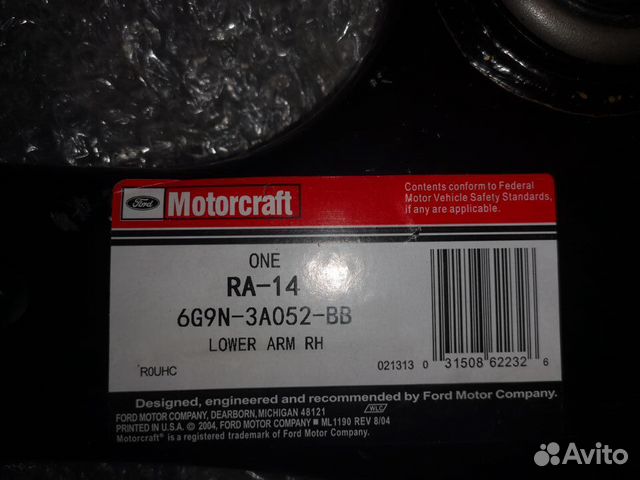 Ford Motorcraft
Contents conform to Federal
Motor Vehicle Safety Standards,
if any are applicable.
ONE
RA-14
6G9N-3A052-BB
LOWER ARM RH
R0UHC
021313 0 31508 62232 6
Designed, engineered and recommended by Ford Motor Company.
FORD MOTOR COMPANY, DEARBORN, MICHIGAN 48121
WLC
PRINTED IN U.S.A. © 2004, FORD MOTOR COMPANY ■ ML1190 REV 8/04
Motorcraft® is a registered trademark of Ford Motor Company.
Avito